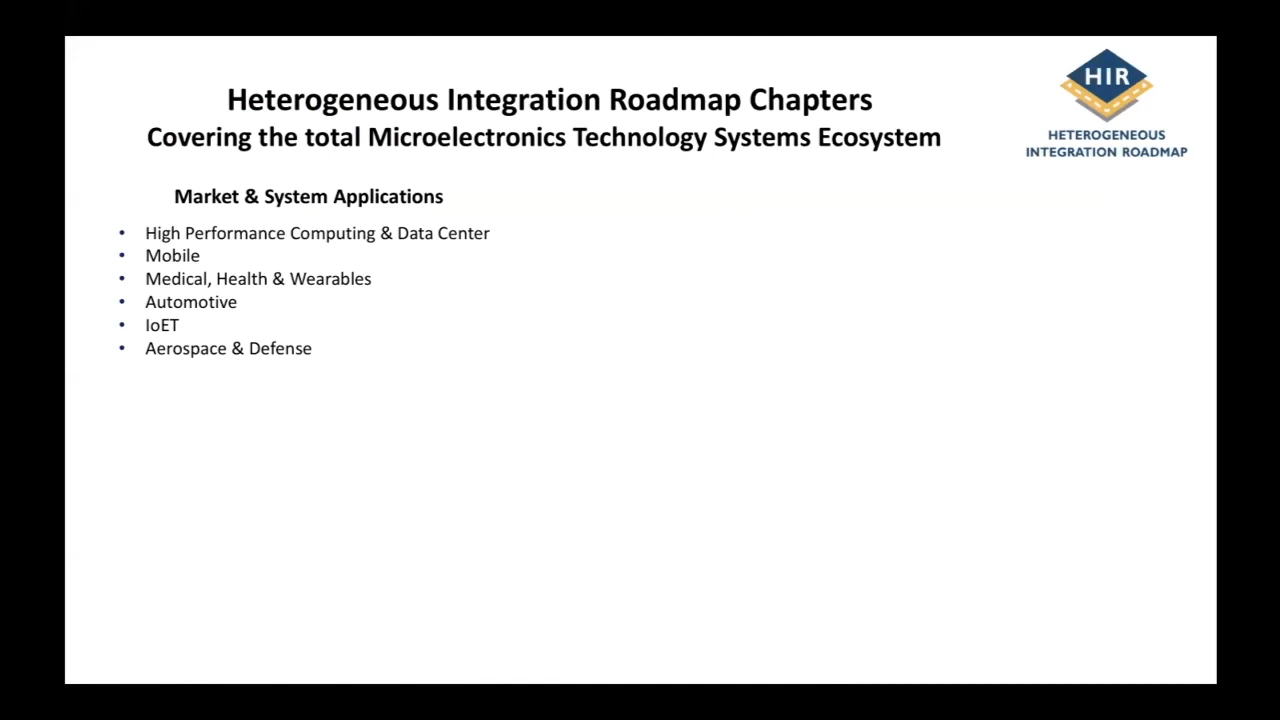 Heterogeneous Integration Roadmap Chapters
Covering the total Microelectronics Technology Systems Ecosystem
HIR
HETEROGENEOUS
INTEGRATION ROADMAP
Market & System Applications
• High Performance Computing & Data Center
• Mobile
• Medical, Health & Wearables
• Automotive
• IoET
• Aerospace & Defense